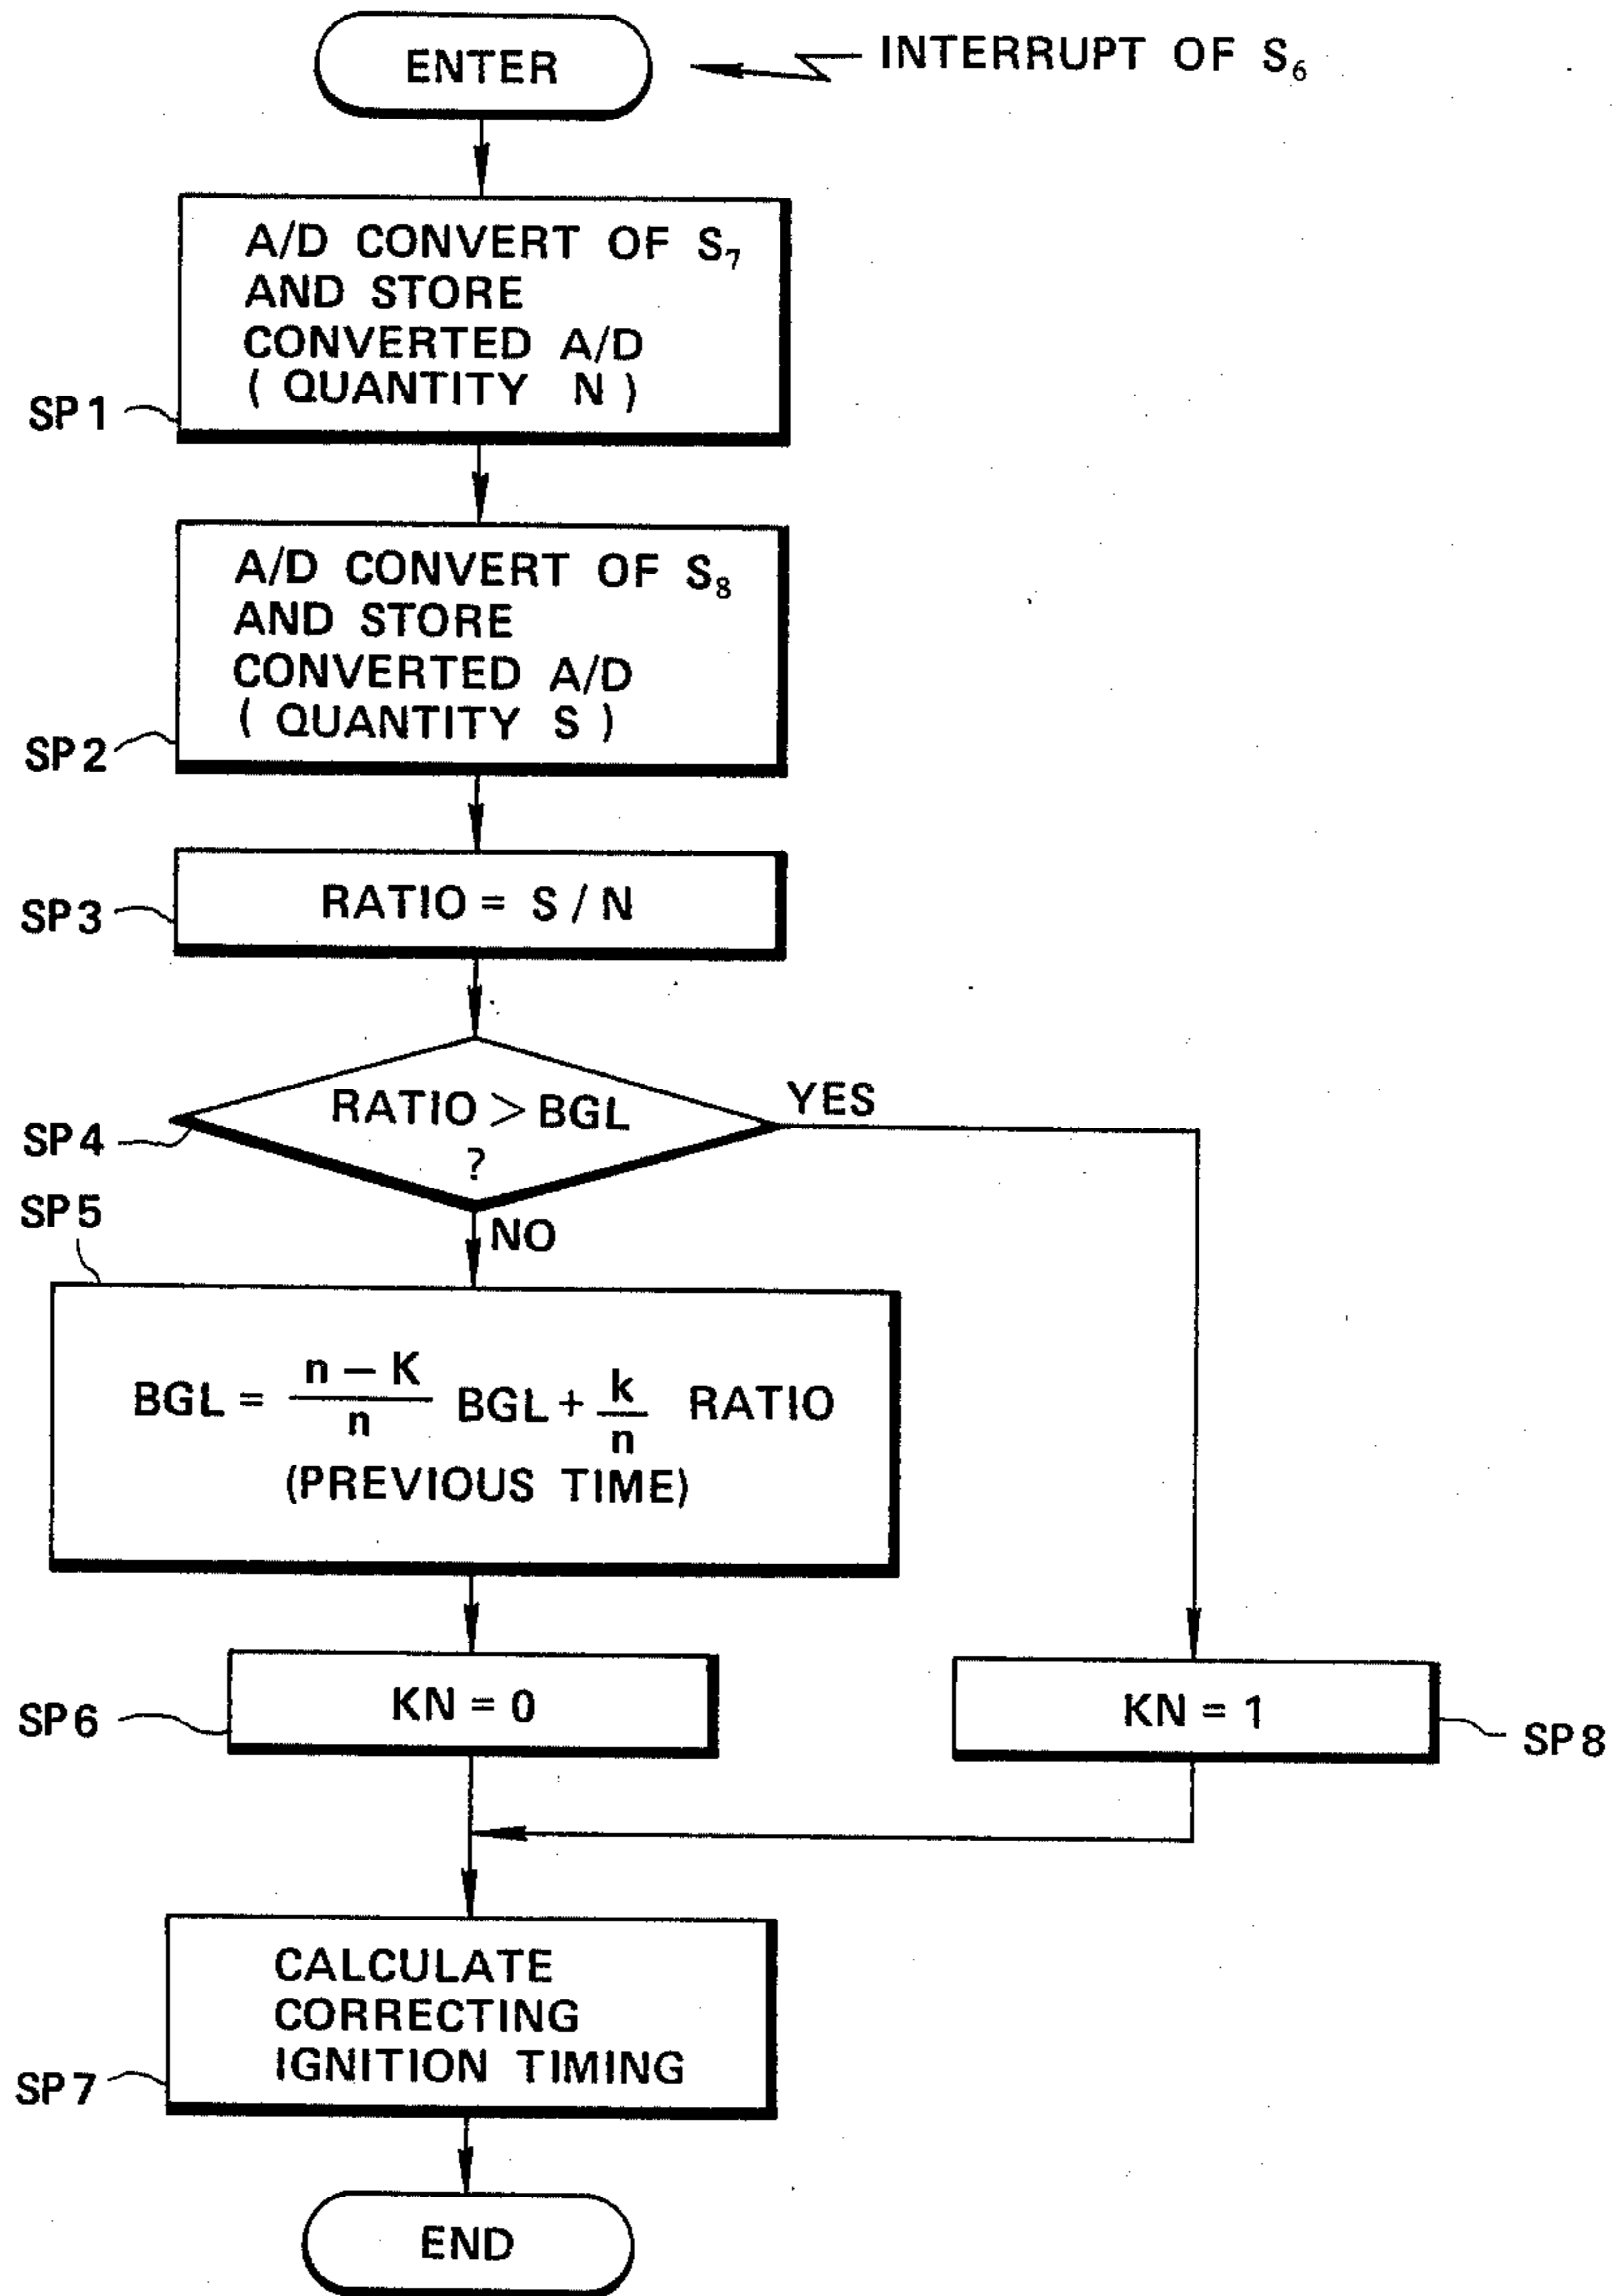 ENTER
INTERRUPT OF S₆
A/D CONVERT OF S₇
AND STORE
CONVERTED A/D
( QUANTITY N )
SP1
A/D CONVERT OF S₈
AND STORE
CONVERTED A/D
( QUANTITY S )
SP2
RATIO = S / N
SP3
RATIO > BGL
?
YES
SP4
NO
SP5
BGL = n – K / n BGL + k / n RATIO
(PREVIOUS TIME)
KN = 0
SP6
KN = 1
SP8
CALCULATE
CORRECTING
IGNITION TIMING
SP7
END